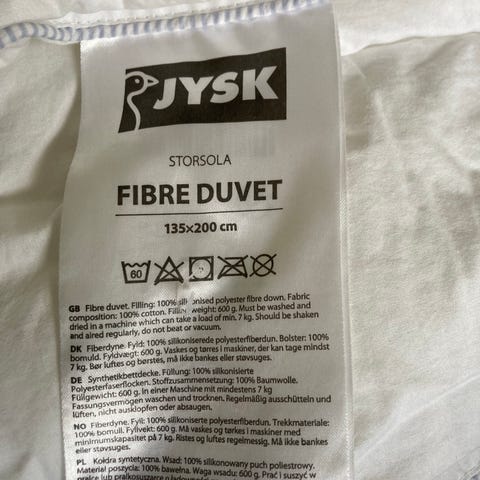 JYSK
STORSOLA
FIBRE DUVET
135×200 cm
60
GB Fibre duvet. Filling: 100% siliconised polyester fibre down. Fabric
composition: 100% cotton. Filling weight: 600 g. Must be washed and
dried in a machine which can take a load of min. 7 kg. Should be shaken
and aired regularly, do not beat or vacuum.
DK Fiberdyne. Fyld: 100% silikoniserede polyesterfiberdun. Bolster: 100%
bomuld. Fyldvægt: 600 g. Vaskes og tørres i maskiner, der kan tage mindst
7 kg. Bør luftes og børstes, må ikke bankes eller støvsuges.
DE Synthetikbettdecke. Füllung: 100% silikonisierte
Polyesterfaserflocken. Stoffzusammensetzung: 100% Baumwolle.
Füllgewicht: 600 g. In einer Maschine mit mindestens 7 kg
Fassungsvermögen waschen und trocknen. Regelmäßig ausschütteln und
lüften, nicht ausklopfen oder absaugen.
NO Fiberdyne. Fyll: 100% silikoniserte polyesterfiberdun. Trekkmateriale:
100% bomull. Fyllvekt: 600 g. Må vaskes og tørkes i maskiner med
minimumskapasitet på 7 kg. Ristes og luftes regelmessig. Må ikke bankes
eller støvsuges.
PL Kołdra syntetyczna. Wsad: 100% silikonowany puch poliestrowy.
Materiał poszycia: 100% bawełna. Waga wsadu: 600 g. Prać i suszyć w